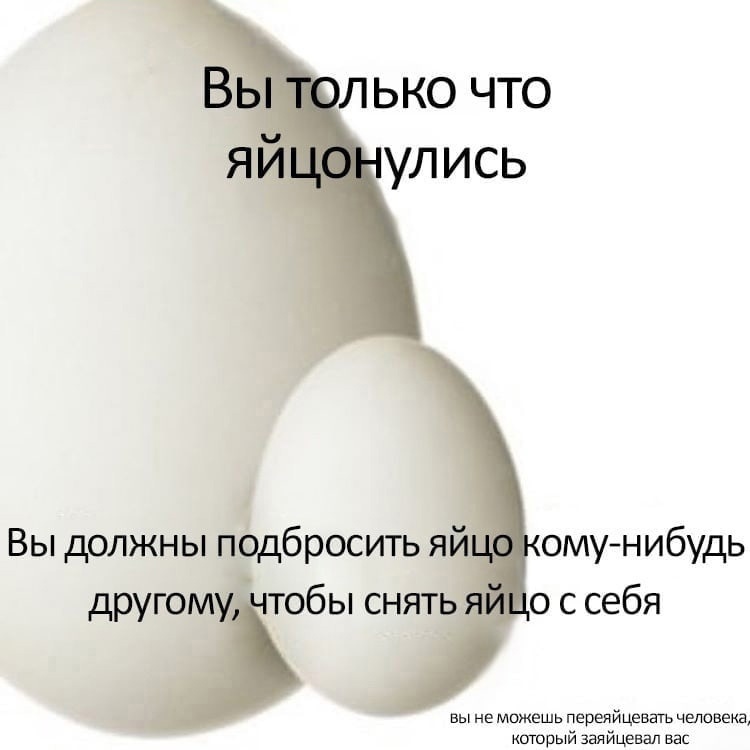 Вы только что
яйцонулись
Вы должны подбросить яйцо кому-нибудь
другому, чтобы снять яйцо с себя
вы не можешь переяйцевать человека,
который заяйцевал вас